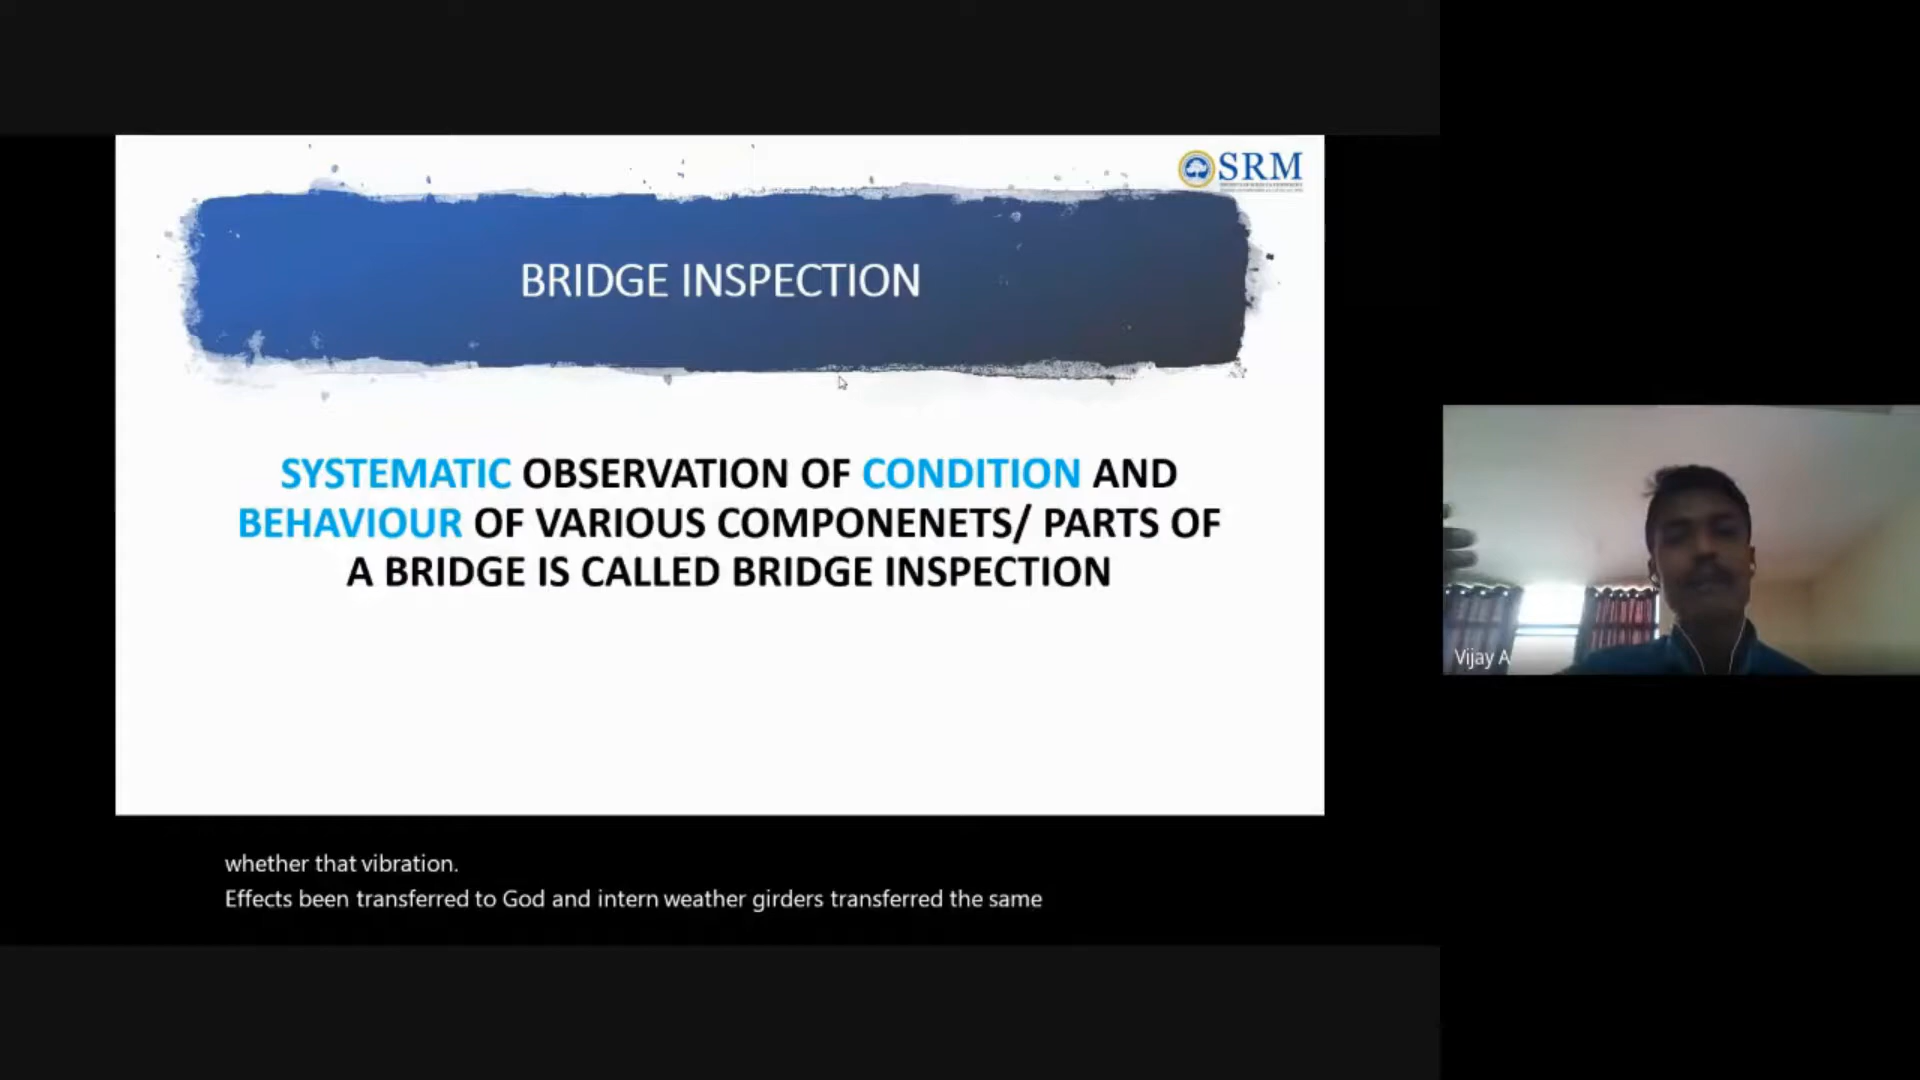 SRM
BRIDGE INSPECTION
SYSTEMATIC OBSERVATION OF CONDITION AND
BEHAVIOUR OF VARIOUS COMPONENETS/ PARTS OF
A BRIDGE IS CALLED BRIDGE INSPECTION
Vijay A
whether that vibration.
Effects been transferred to God and intern weather girders transferred the same